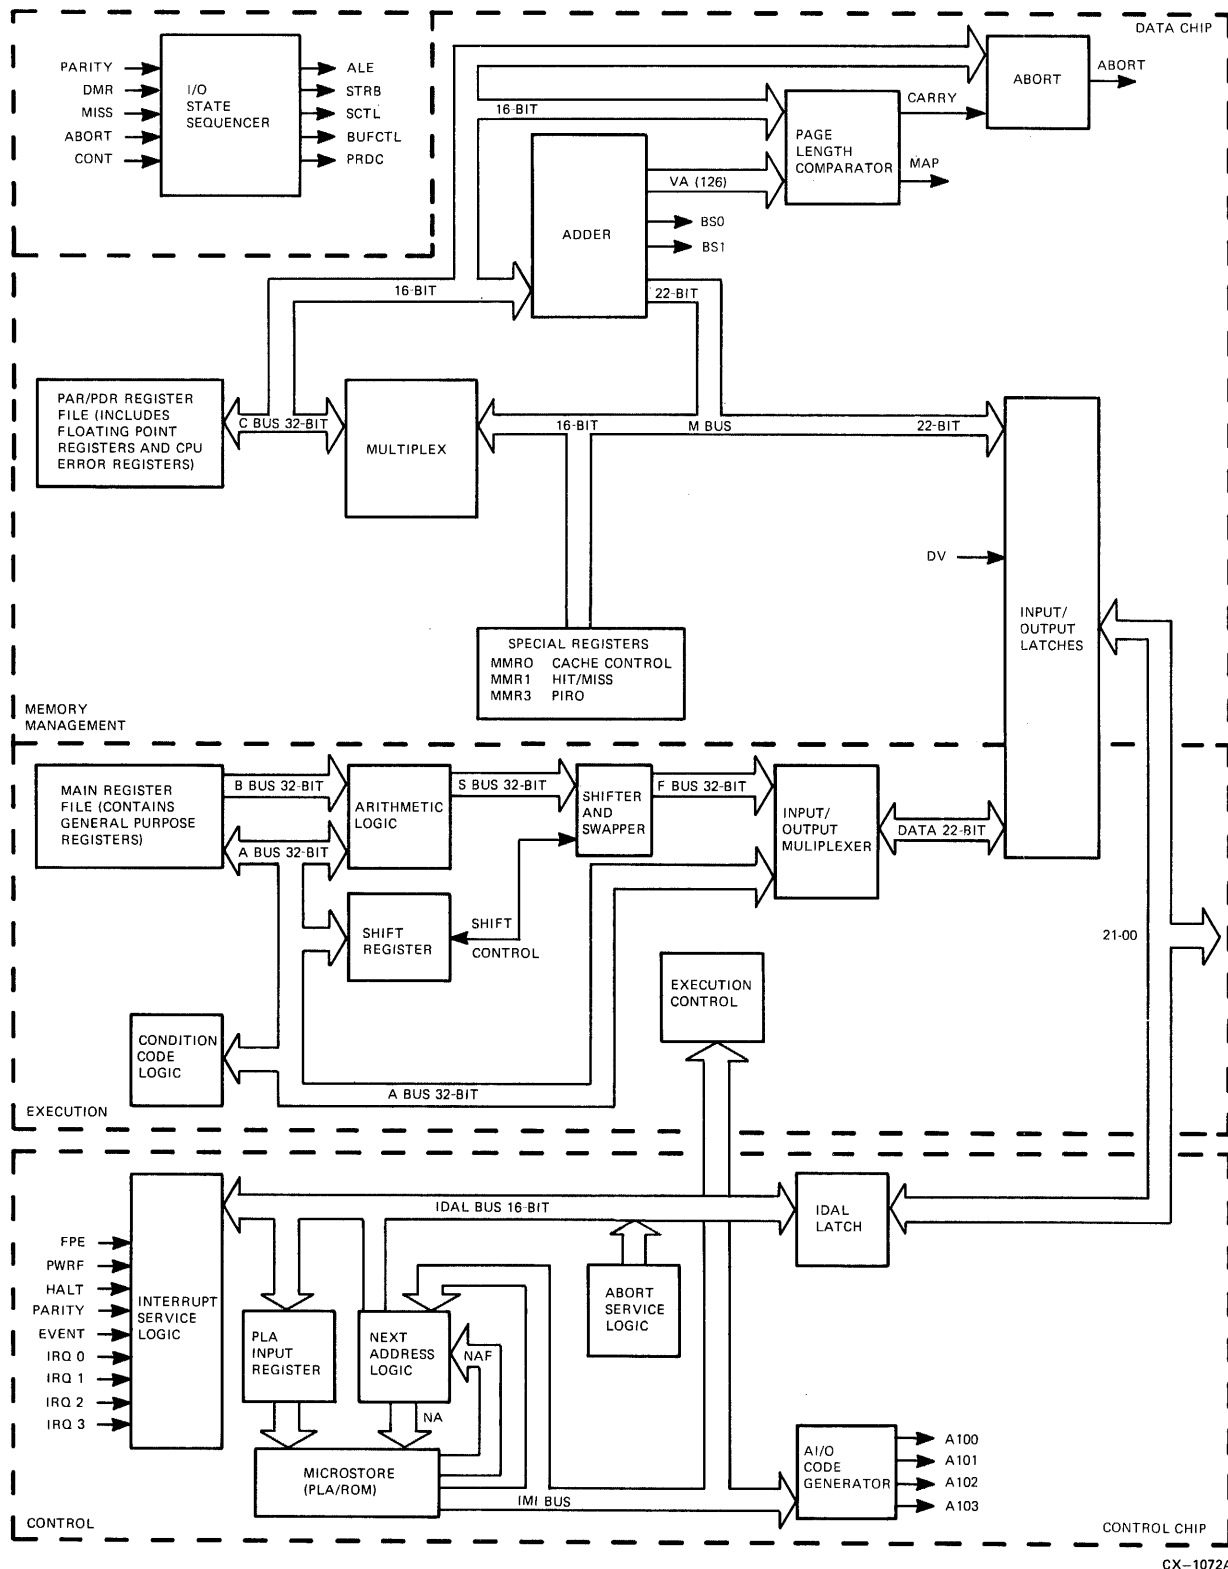 DATA CHIP
PARITY
DMR
MISS
ABORT
CONT
I/O
STATE
SEQUENCER
ALE
STRB
SCTL
BUFCTL
PRDC
16-BIT
PAGE
LENGTH
COMPARATOR
CARRY
MAP
ABORT
ABORT
ADDER
VA (126)
BS0
BS1
16-BIT
22-BIT
PAR/PDR REGISTER
FILE (INCLUDES
FLOATING POINT
REGISTERS AND CPU
ERROR REGISTERS)
C BUS 32-BIT
MULTIPLEX
16-BIT
M BUS
22-BIT
DV
INPUT/
OUTPUT
LATCHES
SPECIAL REGISTERS
MMR0 CACHE CONTROL
MMR1 HIT/MISS
MMR3 PIRO
MEMORY
MANAGEMENT
MAIN REGISTER
FILE (CONTAINS
GENERAL PURPOSE
REGISTERS)
B BUS 32-BIT
A BUS 32-BIT
ARITHMETIC
LOGIC
S BUS 32-BIT
SHIFTER
AND
SWAPPER
F BUS 32-BIT
INPUT/
OUTPUT
MULIPLEXER
DATA 22-BIT
SHIFT
REGISTER
SHIFT
CONTROL
21-00
EXECUTION
CONTROL
CONDITION
CODE
LOGIC
A BUS 32-BIT
EXECUTION
IDAL BUS 16-BIT
IDAL
LATCH
FPE
PWRF
HALT
PARITY
EVENT
IRQ 0
IRQ 1
IRQ 2
IRQ 3
INTERRUPT
SERVICE
LOGIC
PLA
INPUT
REGISTER
NEXT
ADDRESS
LOGIC
NAF
NA
ABORT
SERVICE
LOGIC
MICROSTORE
(PLA/ROM)
IMI BUS
AI/O
CODE
GENERATOR
A100
A101
A102
A103
CONTROL
CONTROL CHIP
CX-1072A